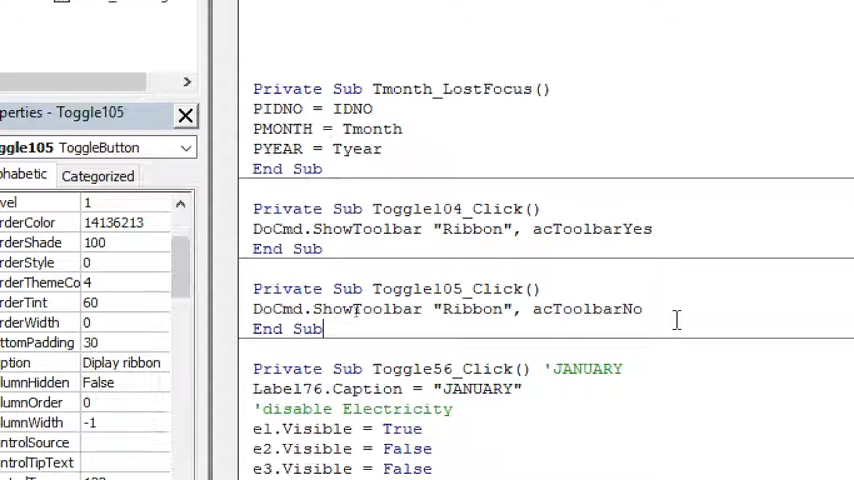 perties - Toggle105
ggle105 ToggleButton
phabetic Categorized
evel 1
rderColor 14136213
rderShade 100
rderStyle 0
rderThemeCo 4
rderTint 60
rderWidth 0
ottomPadding 30
ption Diplay ribbon
lumnHidden False
lumnOrder 0
lumnWidth -1
ntrolSource
ntrolTipText
Private Sub Tmonth_LostFocus()
PIDNO = IDNO
PMONTH = Tmonth
PYEAR = Tyear
End Sub
Private Sub Toggle104_Click()
DoCmd.ShowToolbar "Ribbon", acToolbarYes
End Sub
Private Sub Toggle105_Click()
DoCmd.ShowToolbar "Ribbon", acToolbarNo
End Sub
Private Sub Toggle56_Click() 'JANUARY
Label76.Caption = "JANUARY"
'disable Electricity
e1.Visible = True
e2.Visible = False
e3.Visible = False